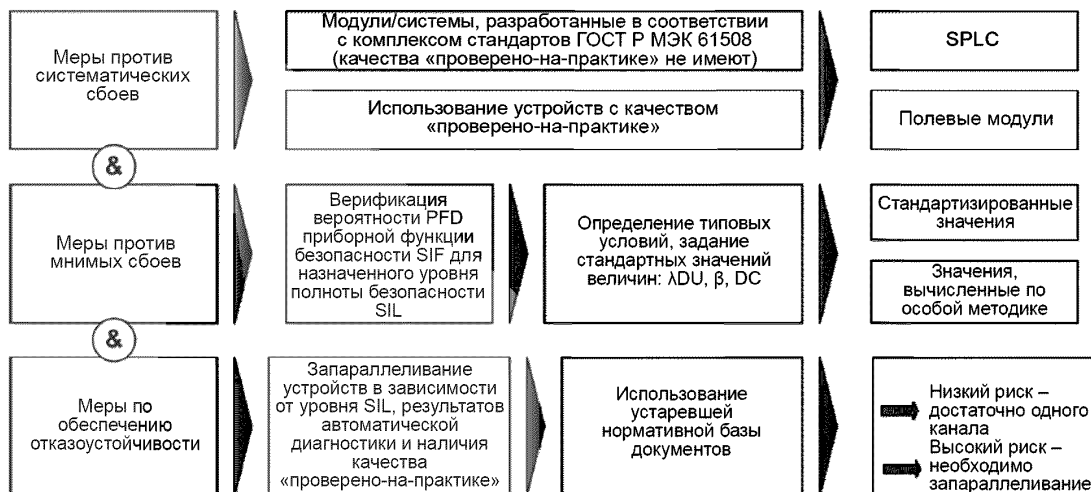 Меры против
систематических
сбоев
Модули/системы, разработанные в соответствии
с комплексом стандартов ГОСТ Р МЭК 61508
(качества «проверено-на-практике» не имеют)
SPLC
Использование устройств с качеством
«проверено-на-практике»
Полевые модули
&
Меры против
мнимых сбоев
Верификация
вероятности PFD
приборной функции
безопасности SIF для
назначенного уровня
полноты безопасности
SIL
Определение типовых
условий, задание
стандартных значений
величин: λDU, β, DC
Стандартизированные
значения
Значения,
вычисленные по
особой методике
&
Меры по
обеспечению
отказоустойчивости
Запараллеливание
устройств в зависимости
от уровня SIL, результатов
автоматической
диагностики и наличия
качества
«проверено-на-практике»
Использование
устаревшей
нормативной базы
документов
Низкий риск –
достаточно одного
канала
Высокий риск –
необходимо
запараллеливание